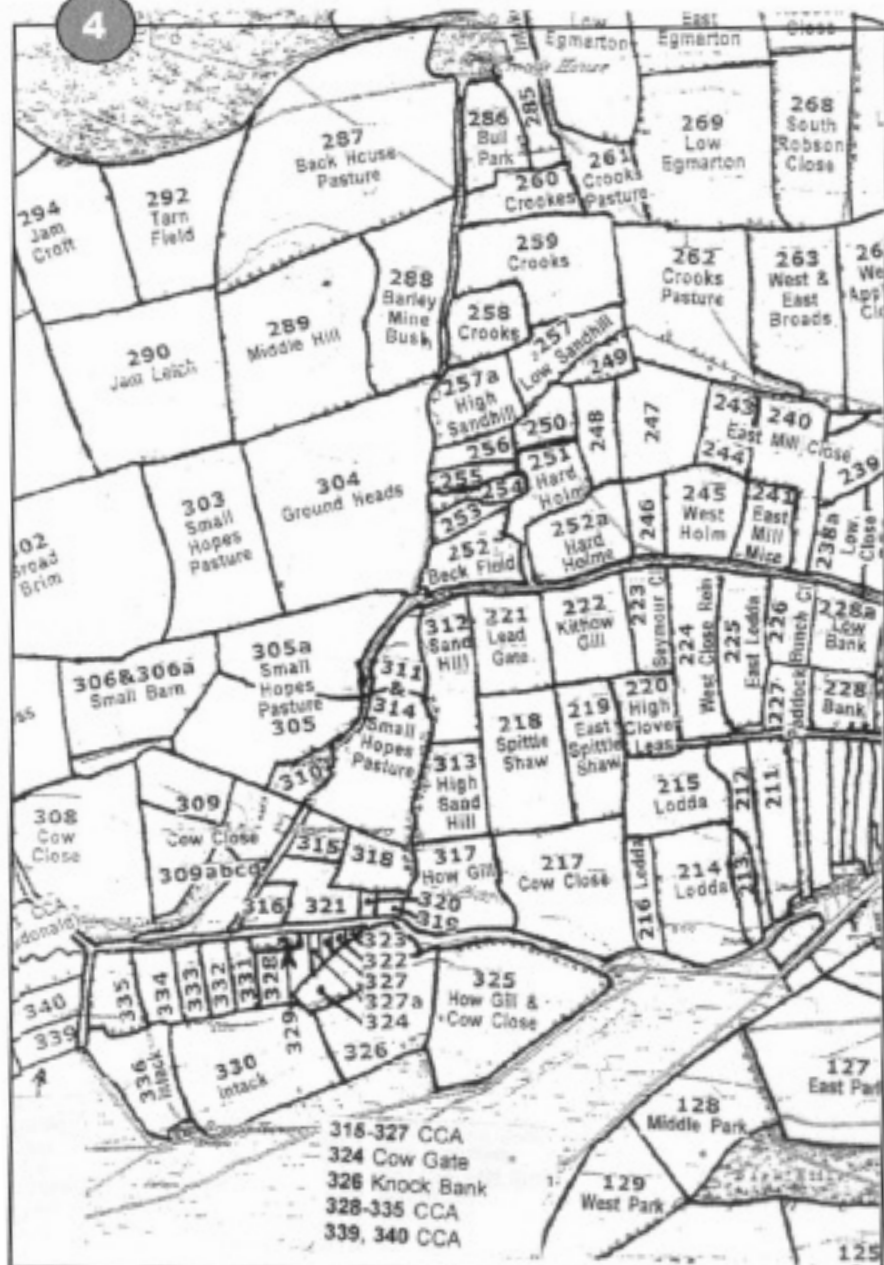 4
Low
Egmarton
East
Egmarton
Close
287
Back House
Pasture
286
Bull
Park
285
269
Low
Egmarton
268
South
Robson
Close
261
Crooks
Pasture
260
Crookes
294
Jam
Croft
292
Tarn
Field
259
Crooks
262
Crooks
Pasture
263
West &
East
Broads
288
Barley
Mine
Bush
258
Crooks
289
Middle Hill
290
Jam Leich
257
Low Sandhill
249
257a
High
Sandhill
250
248
247
243
244
240
East Mill Close
239
256
255
254
253
251
Hard
Holm
252a
Hard
Holme
246
245
West
Holm
241
East
Mill
Mice
238a
Low
Close
304
Ground Heads
303
Small
Hopes
Pasture
Broad
Brim
252
Beck Field
312
Sand
Hill
221
Lead
Gate
222
Kithow
Gill
223
Seymour Cl
224
West Close Rein
225
East Lodda
226
227
228a
Low
Bank
228
Bank
305a
Small
Hopes
Pasture
305
306&306a
Small Barn
311
&
314
Small
Hopes
Pasture
218
Spittle
Shaw
219
East
Spittle
Shaw
220
High
Clover
Leas
310
313
High
Sand
Hill
215
Lodda
212
211
308
Cow
Close
309
Cow Close
309abcd
315
318
317
How Gill
217
Cow Close
216 Lodda
214
Lodda
213
CCA
316
321
320
319
323
322
327
327a
324
325
How Gill &
Cow Close
340
339
335
334
333
332
331
328
329
326
336
Intack
330
Intack
127
East Park
128
Middle Park
129
West Park
125
315-327 CCA
324 Cow Gate
326 Knock Bank
328-335 CCA
339, 340 CCA